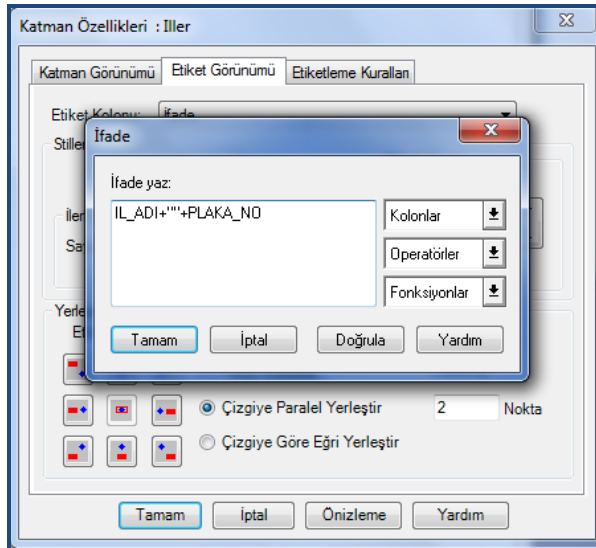 Katman Özellikleri : Iller
Katman Görünümü Etiket Görünümü Etiketleme Kuralları
Etiket Kolonu: İfade
İfade
İfade yaz:
IL_ADI+""+PLAKA_NO
Kolonlar
Operatörler
Fonksiyonlar
Tamam İptal Doğrula Yardım
Çizgiye Paralel Yerleştir 2 Nokta
Çizgiye Göre Eğri Yerleştir
Tamam İptal Önizleme Yardım